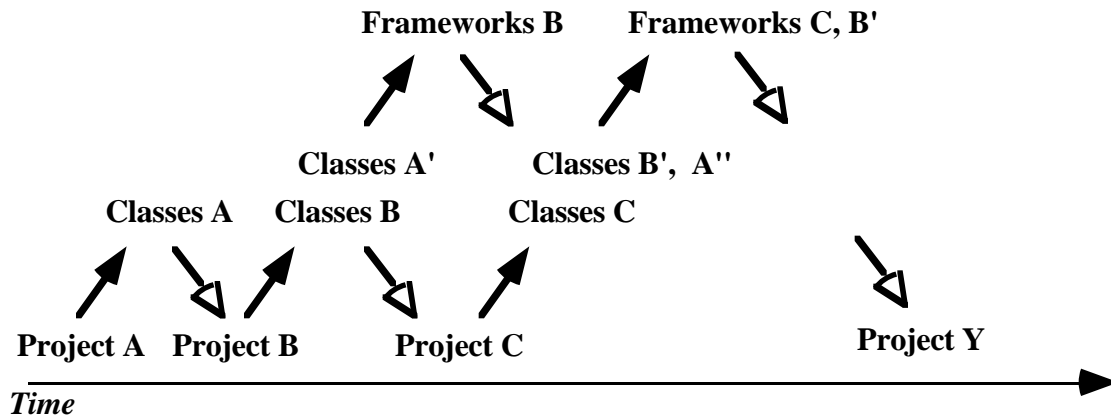 Frameworks B    Frameworks C, B'
Classes A'    Classes B',  A''
Classes A    Classes B    Classes C
Project A    Project B    Project C    Project Y
Time